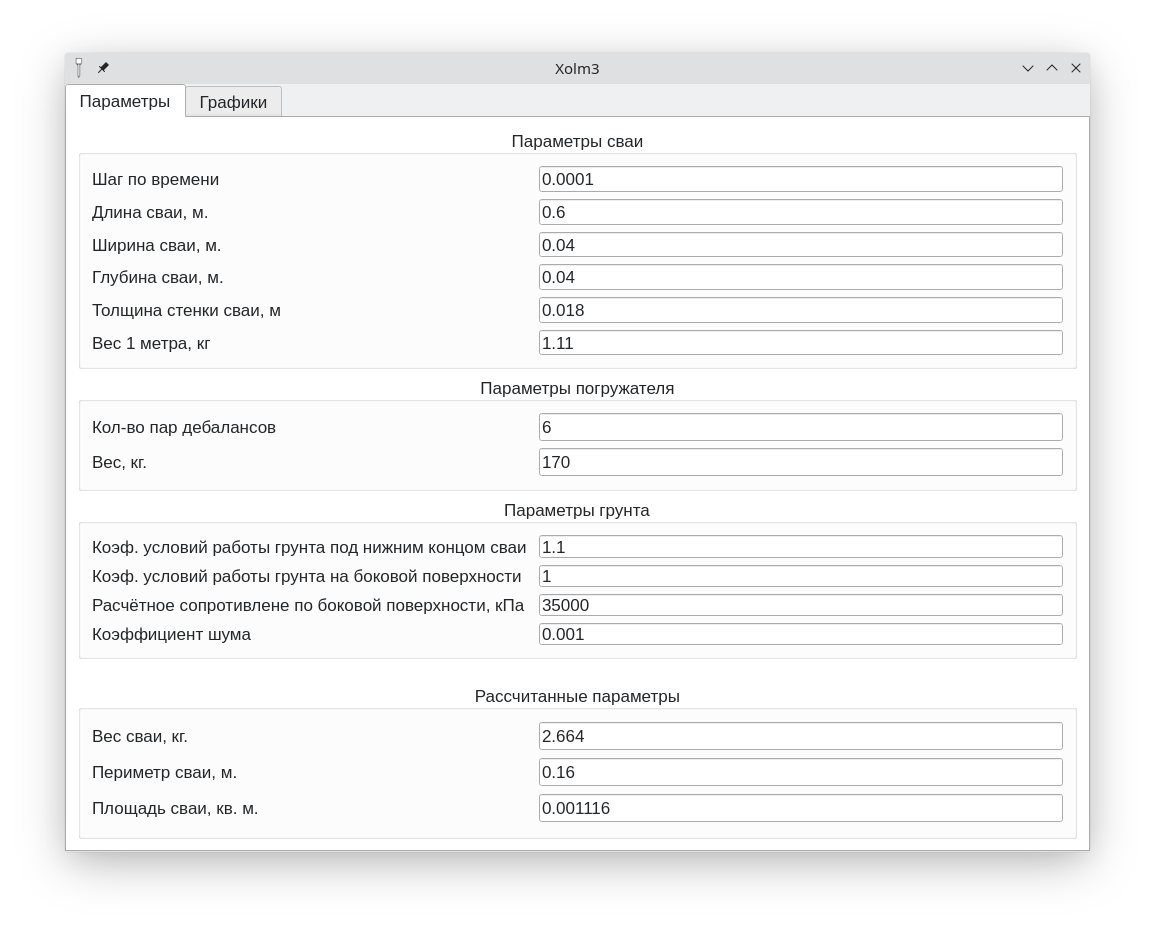 Xolm3
Параметры
Графики
Параметры сваи
Шаг по времени 0.0001
Длина сваи, м. 0.6
Ширина сваи, м. 0.04
Глубина сваи, м. 0.04
Толщина стенки сваи, м 0.018
Вес 1 метра, кг 1.11
Параметры погружателя
Кол-во пар дебалансов 6
Вес, кг. 170
Параметры грунта
Коэф. условий работы грунта под нижним концом сваи 1.1
Коэф. условий работы грунта на боковой поверхности 1
Расчётное сопротивлене по боковой поверхности, кПа 35000
Коэффициент шума 0.001
Рассчитанные параметры
Вес сваи, кг. 2.664
Периметр сваи, м. 0.16
Площадь сваи, кв. м. 0.001116